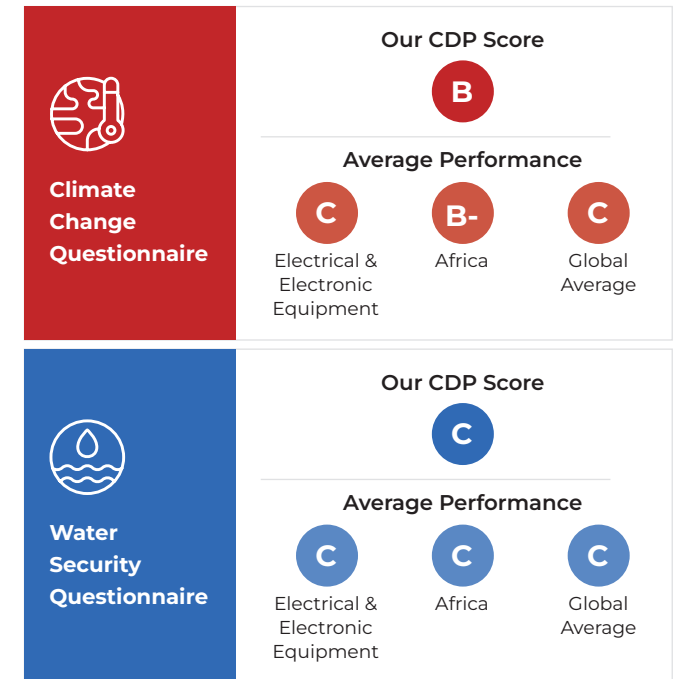 Climate
Change
Questionnaire
Our CDP Score
B
Average Performance
C
Electrical &
Electronic
Equipment
B-
Africa
C
Global
Average
Water
Security
Questionnaire
Our CDP Score
C
Average Performance
C
Electrical &
Electronic
Equipment
C
Africa
C
Global
Average